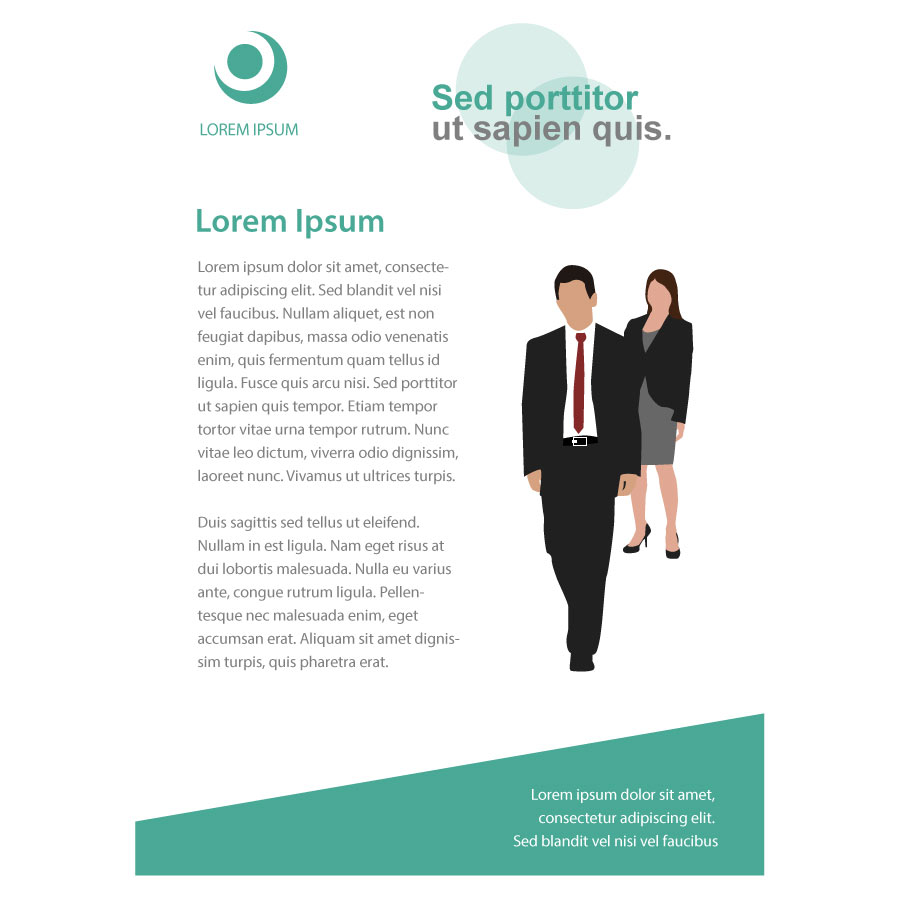 LOREM IPSUM
Sed porttitor
ut sapien quis.
Lorem Ipsum
Lorem ipsum dolor sit amet, consecte-
tur adipiscing elit. Sed blandit vel nisi
vel faucibus. Nullam aliquet, est non
feugiat dapibus, massa odio venenatis
enim, quis fermentum quam tellus id
ligula. Fusce quis arcu nisi. Sed porttitor
ut sapien quis tempor. Etiam tempor
tortor vitae urna tempor rutrum. Nunc
vitae leo dictum, viverra odio dignissim,
laoreet nunc. Vivamus ut ultrices turpis.
Duis sagittis sed tellus ut eleifend.
Nullam in est ligula. Nam eget risus at
dui lobortis malesuada. Nulla eu varius
ante, congue rutrum ligula. Pellen-
tesque nec malesuada enim, eget
accumsan erat. Aliquam sit amet dignis-
sim turpis, quis pharetra erat.
Lorem ipsum dolor sit amet,
consectetur adipiscing elit.
Sed blandit vel nisi vel faucibus